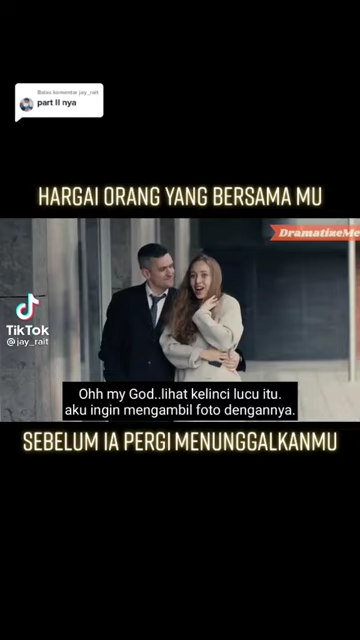 Balas komentar jay_rait
part II nya
HARGAI ORANG YANG BERSAMA MU
DramatizeMe
TikTok
@jay_rait
Ohh my God..lihat kelinci lucu itu.
aku ingin mengambil foto dengannya.
SEBELUM IA PERGI MENINGGALKANMU